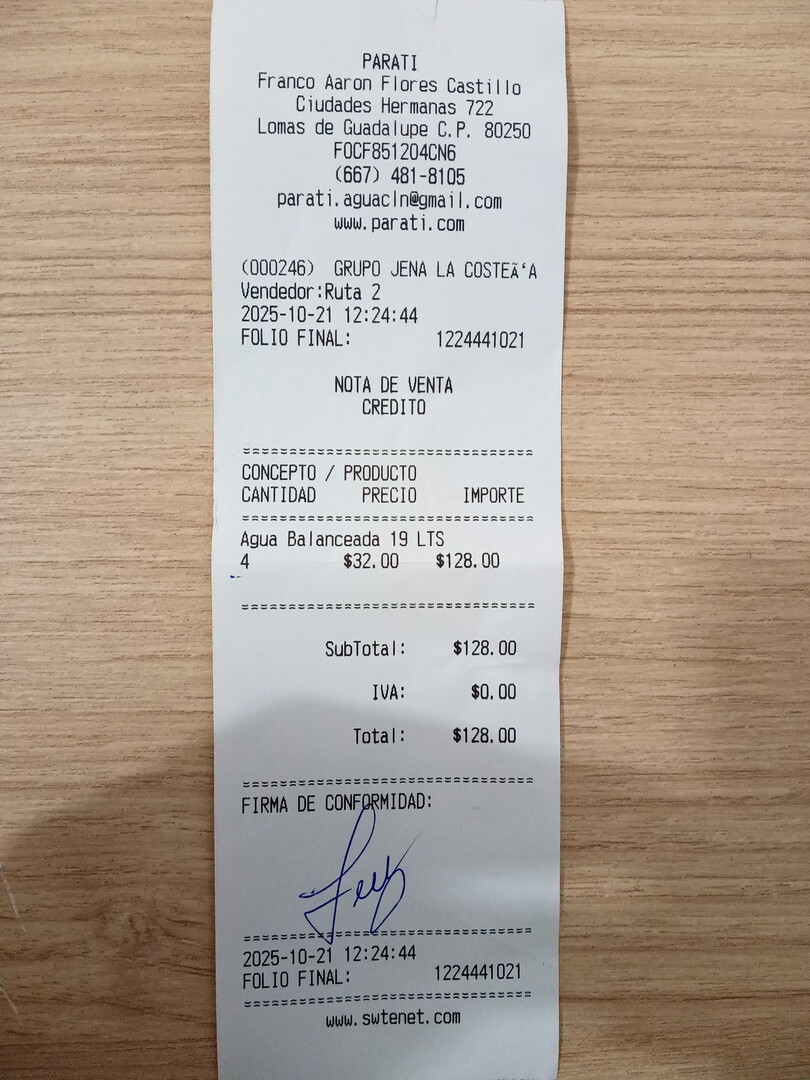 PARATI
Franco Aaron Flores Castillo
Ciudades Hermanas 722
Lomas de Guadalupe C.P. 80250
FOCF851204CN6
(667) 481-8105
parati.aguacln@gmail.com
www.parati.com
(000246) GRUPO JENA LA COSTEÃ‘A
Vendedor:Ruta 2
2025-10-21 12:24:44
FOLIO FINAL: 1224441021
NOTA DE VENTA
CREDITO
CONCEPTO / PRODUCTO
CANTIDAD PRECIO IMPORTE
Agua Balanceada 19 LTS
4 $32.00 $128.00
SubTotal: $128.00
IVA: $0.00
Total: $128.00
FIRMA DE CONFORMIDAD:
2025-10-21 12:24:44
FOLIO FINAL: 1224441021
www.swtenet.com